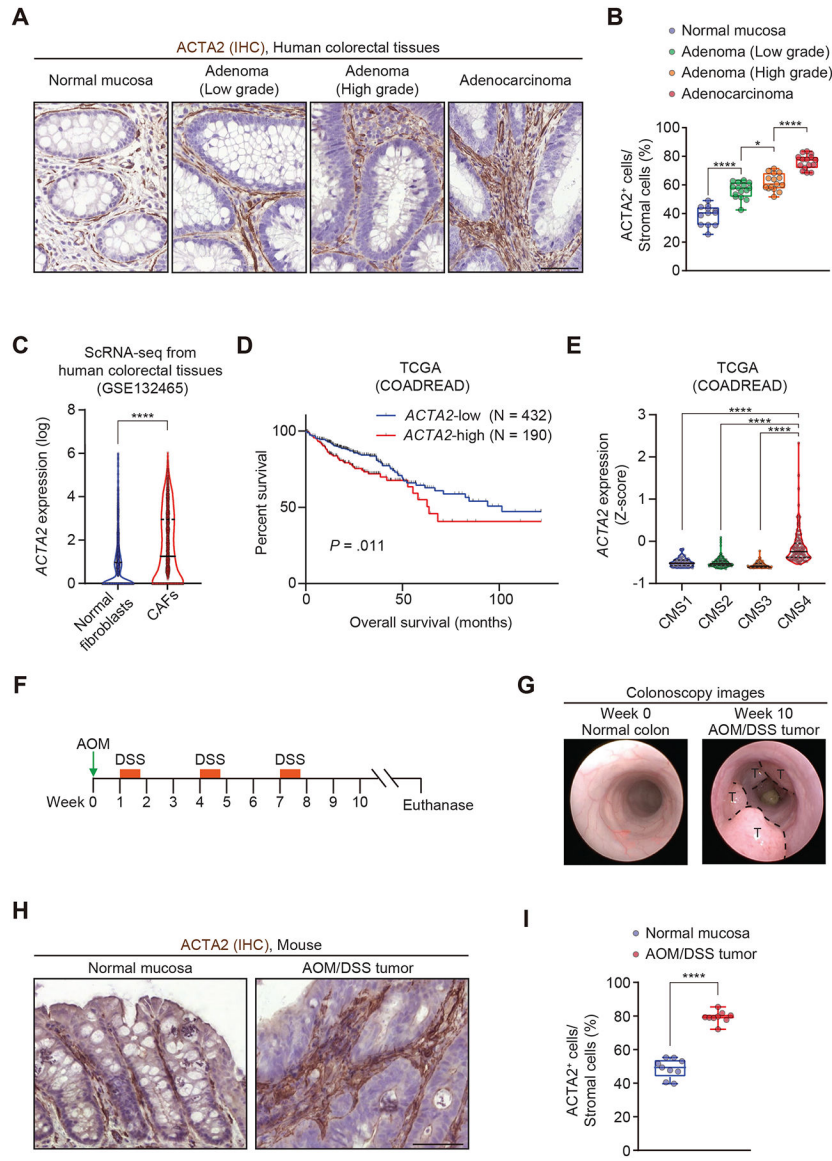 A
ACTA2 (IHC), Human colorectal tissues
Normal mucosa
Adenoma
(Low grade)
Adenoma
(High grade)
Adenocarcinoma
B
Normal mucosa
Adenoma (Low grade)
Adenoma (High grade)
Adenocarcinoma
ACTA2+ cells/
Stromal cells (%)
100
80
60
40
20
0
****
*
****
C
ScRNA-seq from
human colorectal tissues
(GSE132465)
ACTA2 expression (log)
8
6
4
2
0
****
Normal
fibroblasts
CAFs
D
TCGA
(COADREAD)
ACTA2-low (N = 432)
ACTA2-high (N = 190)
Percent survival
100
50
0
P = .011
0
50
100
Overall survival (months)
E
TCGA
(COADREAD)
ACTA2 expression
(Z-score)
3
2
1
-0
-1
****
****
****
CMS1
CMS2
CMS3
CMS4
F
AOM
DSS
DSS
DSS
Week 0 1 2 3 4 5 6 7 8 9 10
Euthanase
G
Colonoscopy images
Week 0
Normal colon
Week 10
AOM/DSS tumor
T
T
T
T
H
ACTA2 (IHC), Mouse
Normal mucosa
AOM/DSS tumor
I
Normal mucosa
AOM/DSS tumor
ACTA2+ cells/
Stromal cells (%)
100
80
60
40
20
0
****